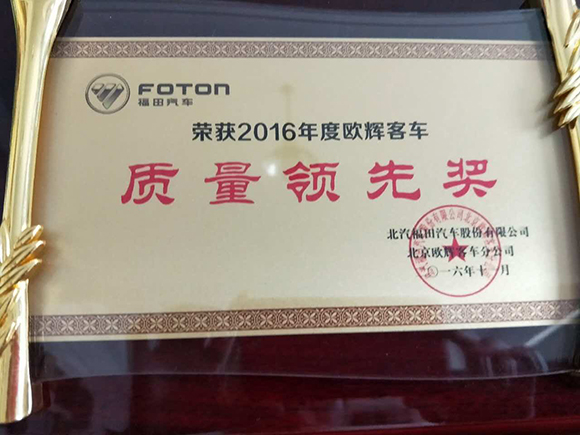 FOTON
福田汽车
荣获2016年度欧辉客车
质量领先奖
北汽福田汽车股份有限公司
北京欧辉客车分公司
二〇一六年十一月